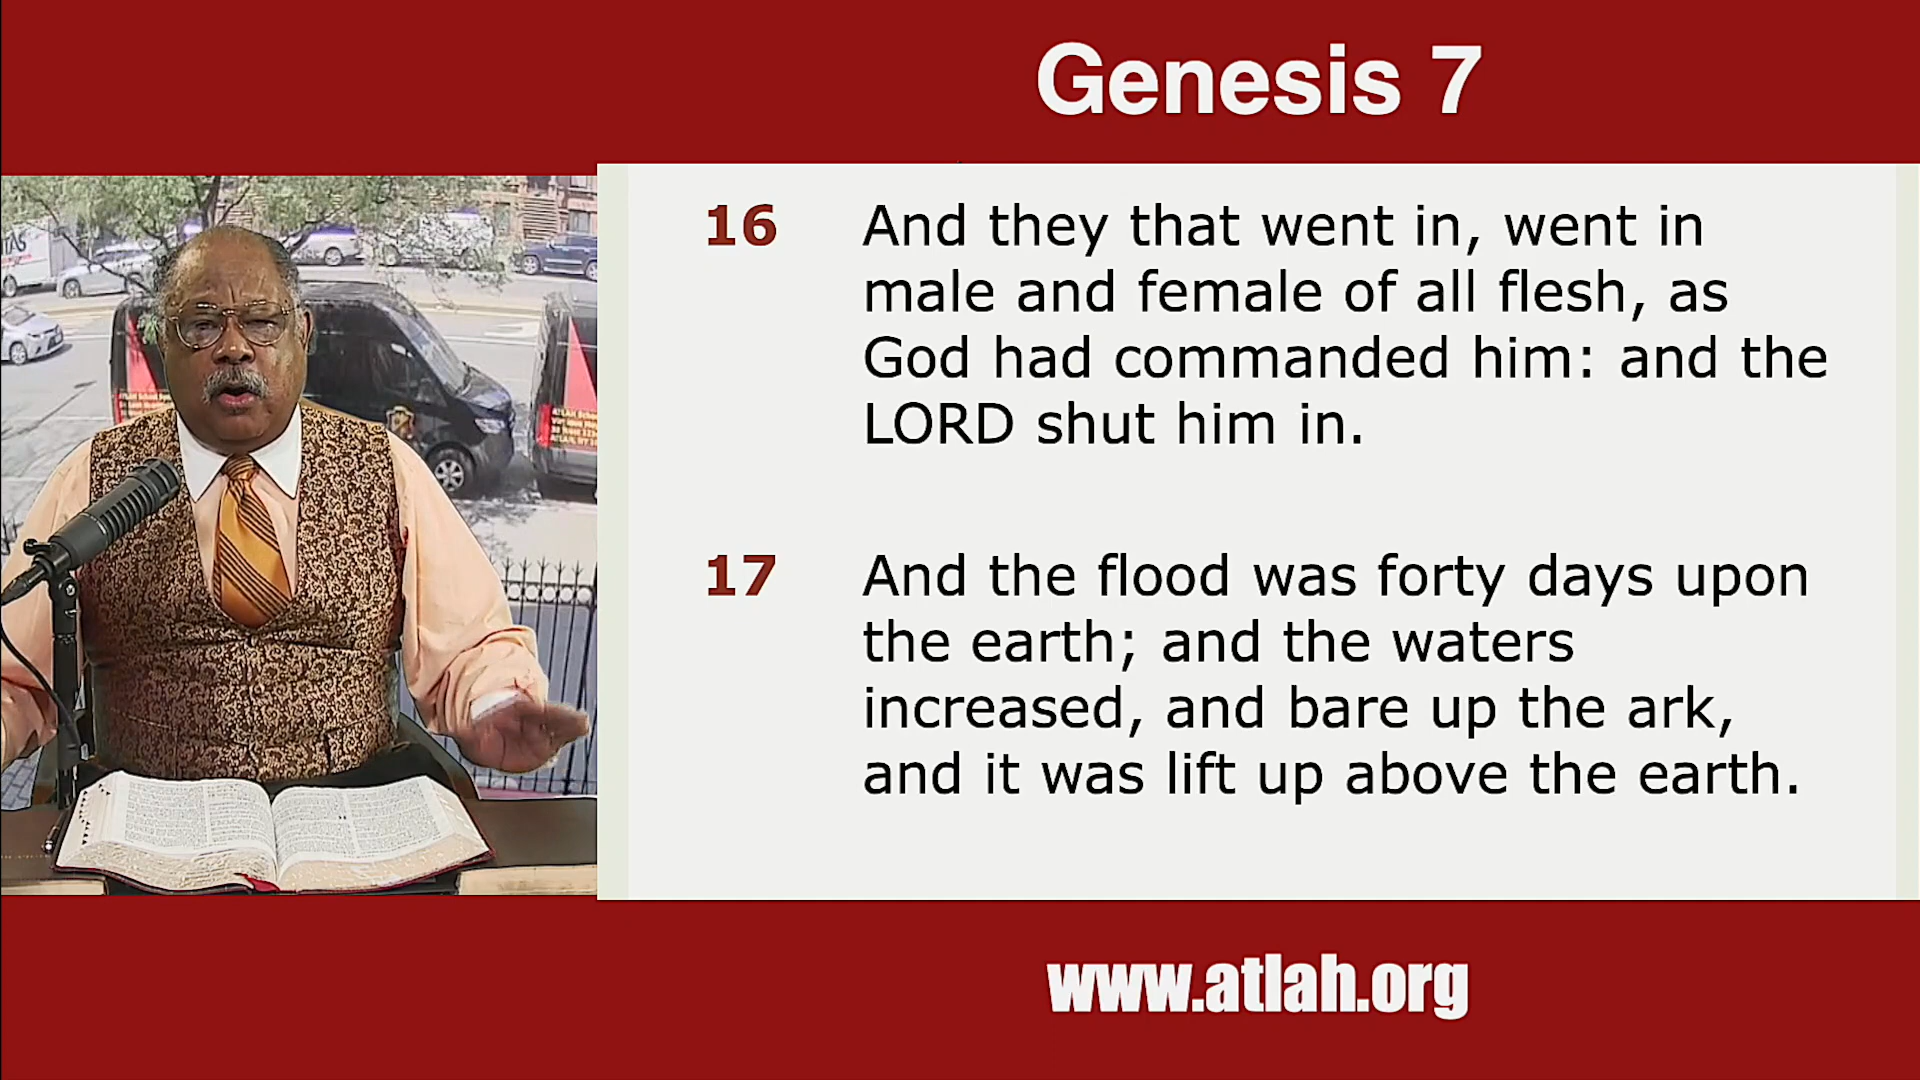 Genesis 7
16 And they that went in, went in
male and female of all flesh, as
God had commanded him: and the
LORD shut him in.
17 And the flood was forty days upon
the earth; and the waters
increased, and bare up the ark,
and it was lift up above the earth.
www.atlah.org